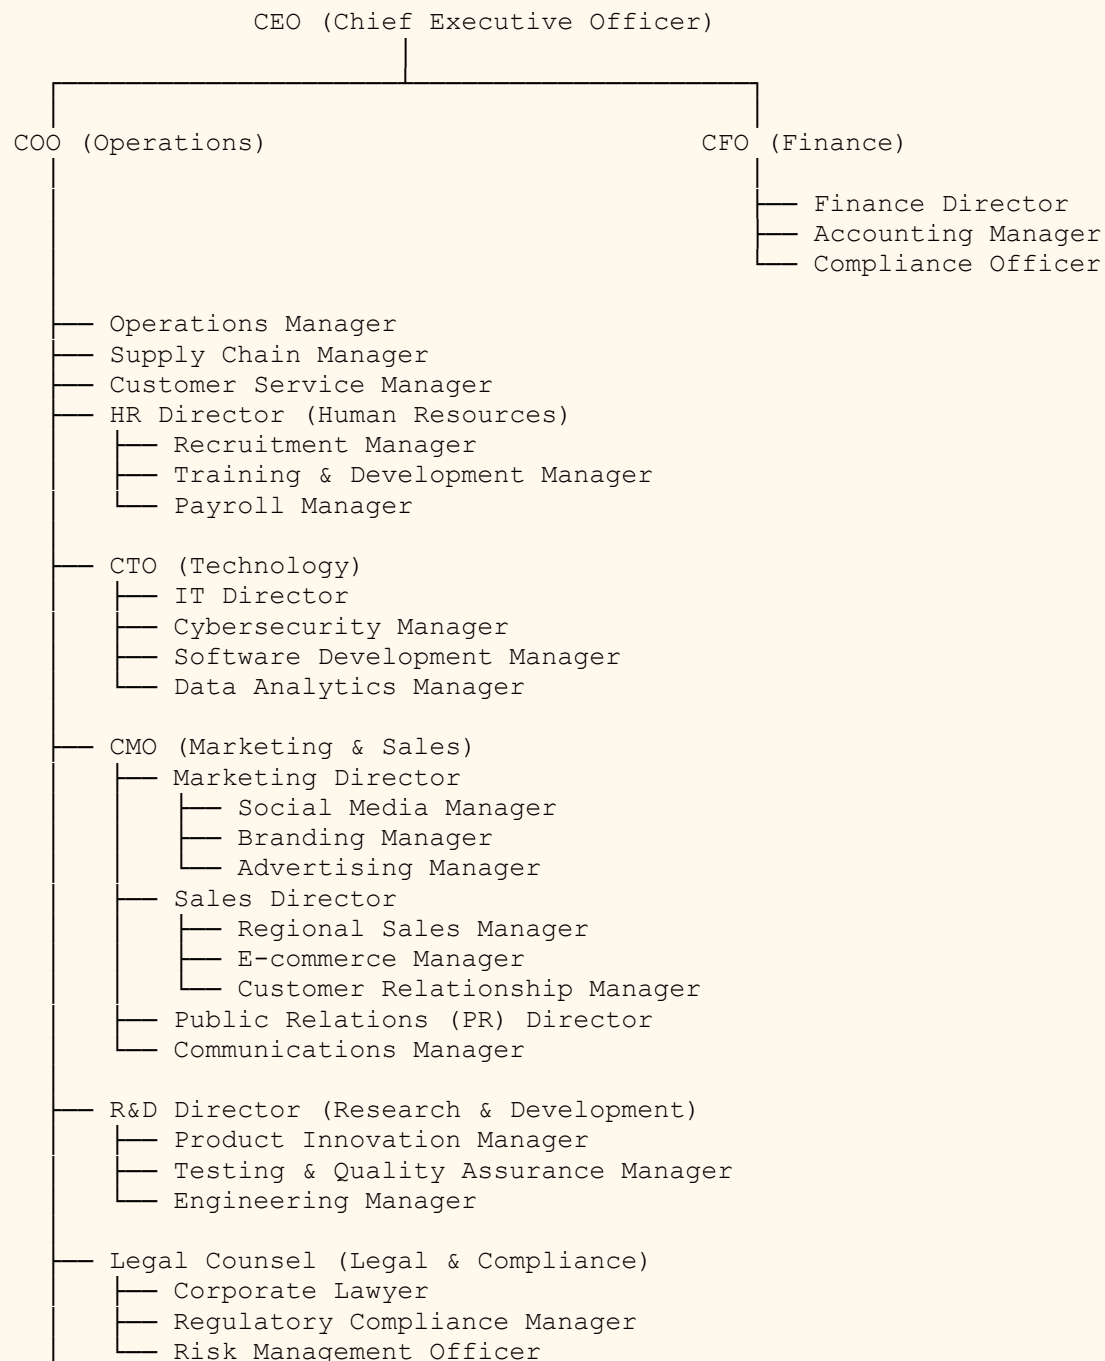 CEO (Chief Executive Officer)
COO (Operations) CFO (Finance)
Finance Director
Accounting Manager
Compliance Officer
Operations Manager
Supply Chain Manager
Customer Service Manager
HR Director (Human Resources)
Recruitment Manager
Training & Development Manager
Payroll Manager
CTO (Technology)
IT Director
Cybersecurity Manager
Software Development Manager
Data Analytics Manager
CMO (Marketing & Sales)
Marketing Director
Social Media Manager
Branding Manager
Advertising Manager
Sales Director
Regional Sales Manager
E-commerce Manager
Customer Relationship Manager
Public Relations (PR) Director
Communications Manager
R&D Director (Research & Development)
Product Innovation Manager
Testing & Quality Assurance Manager
Engineering Manager
Legal Counsel (Legal & Compliance)
Corporate Lawyer
Regulatory Compliance Manager
Risk Management Officer